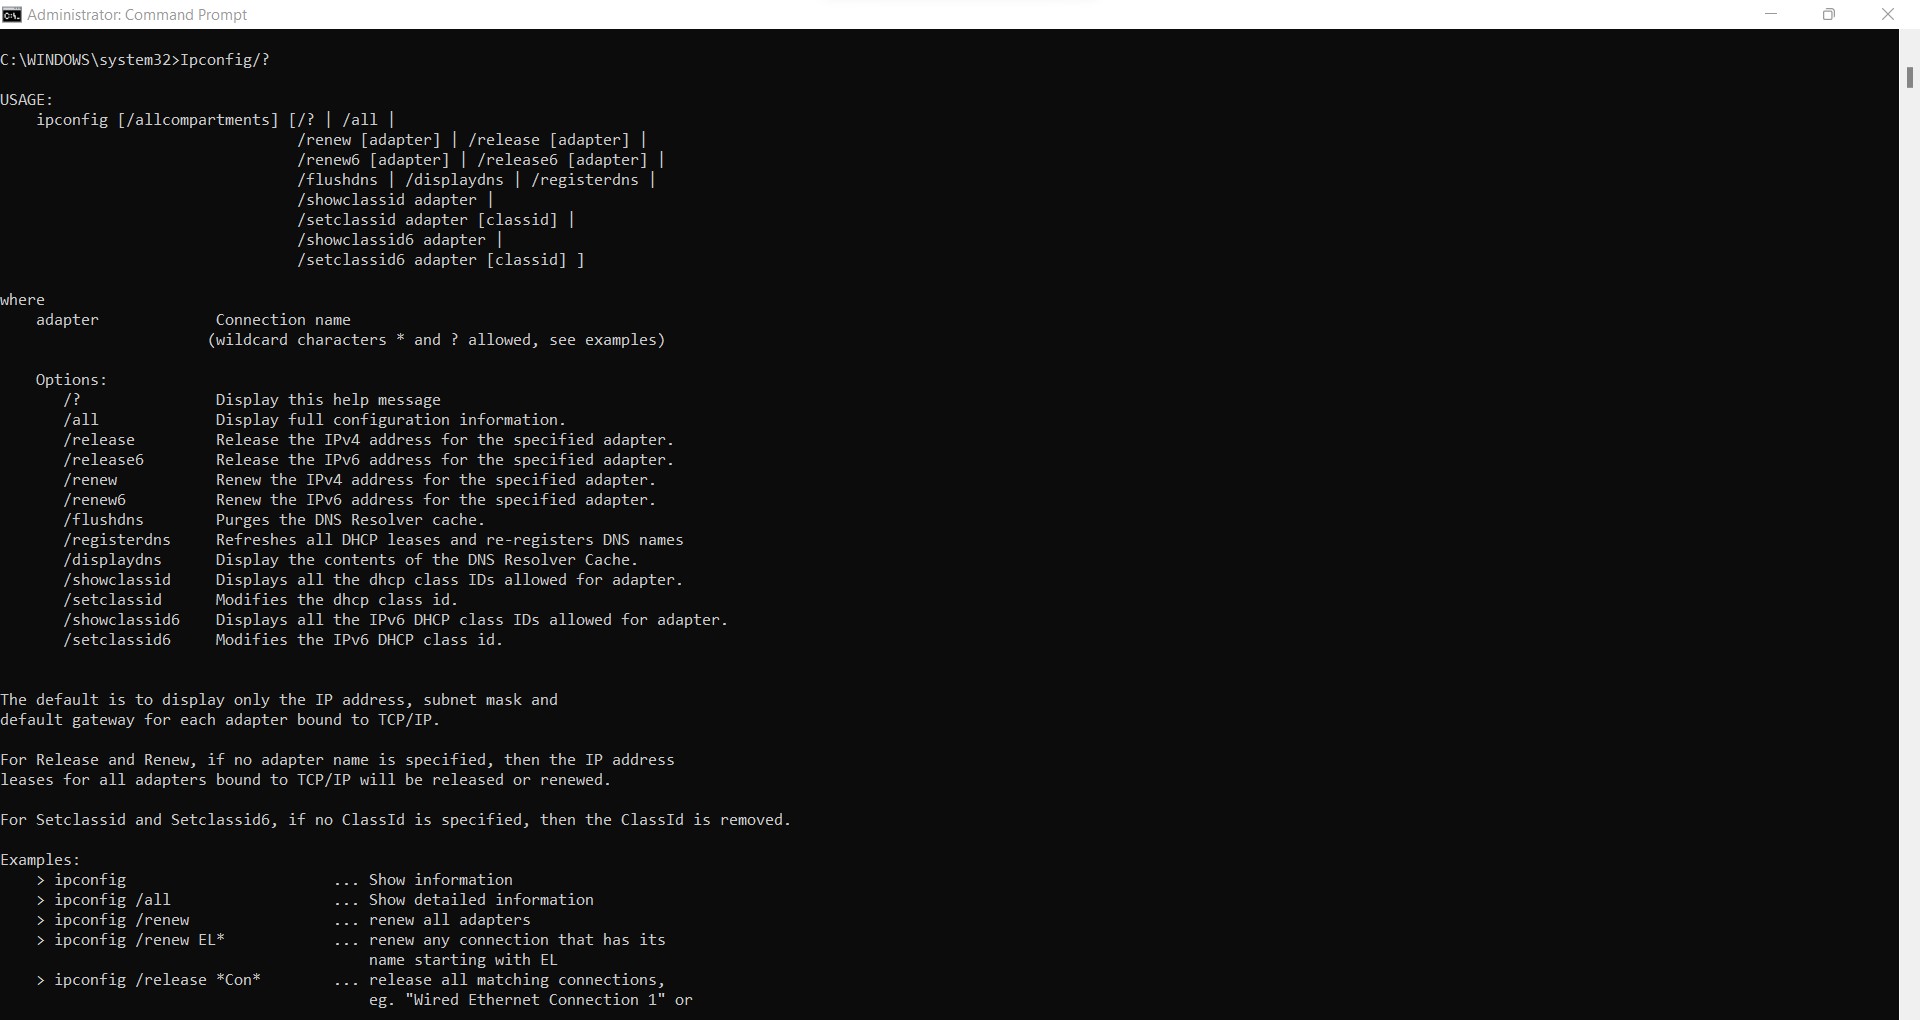 Administrator: Command Prompt
C:\WINDOWS\system32>Ipconfig/?
USAGE:
    ipconfig [/allcompartments] [/? | /all |
                                 /renew [adapter] | /release [adapter] |
                                 /renew6 [adapter] | /release6 [adapter] |
                                 /flushdns | /displaydns | /registerdns |
                                 /showclassid adapter |
                                 /setclassid adapter [classid] |
                                 /showclassid6 adapter |
                                 /setclassid6 adapter [classid] ]
where
    adapter             Connection name
                       (wildcard characters * and ? allowed, see examples)
    Options:
       /?               Display this help message
       /all             Display full configuration information.
       /release         Release the IPv4 address for the specified adapter.
       /release6        Release the IPv6 address for the specified adapter.
       /renew           Renew the IPv4 address for the specified adapter.
       /renew6          Renew the IPv6 address for the specified adapter.
       /flushdns        Purges the DNS Resolver cache.
       /registerdns     Refreshes all DHCP leases and re-registers DNS names
       /displaydns      Display the contents of the DNS Resolver Cache.
       /showclassid     Displays all the dhcp class IDs allowed for adapter.
       /setclassid      Modifies the dhcp class id.
       /showclassid6    Displays all the IPv6 DHCP class IDs allowed for adapter.
       /setclassid6     Modifies the IPv6 DHCP class id.
The default is to display only the IP address, subnet mask and
default gateway for each adapter bound to TCP/IP.
For Release and Renew, if no adapter name is specified, then the IP address
leases for all adapters bound to TCP/IP will be released or renewed.
For Setclassid and Setclassid6, if no ClassId is specified, then the ClassId is removed.
Examples:
    > ipconfig                       ... Show information
    > ipconfig /all                  ... Show detailed information
    > ipconfig /renew                ... renew all adapters
    > ipconfig /renew EL*            ... renew any connection that has its
                                         name starting with EL
    > ipconfig /release *Con*        ... release all matching connections,
                                         eg. "Wired Ethernet Connection 1" or